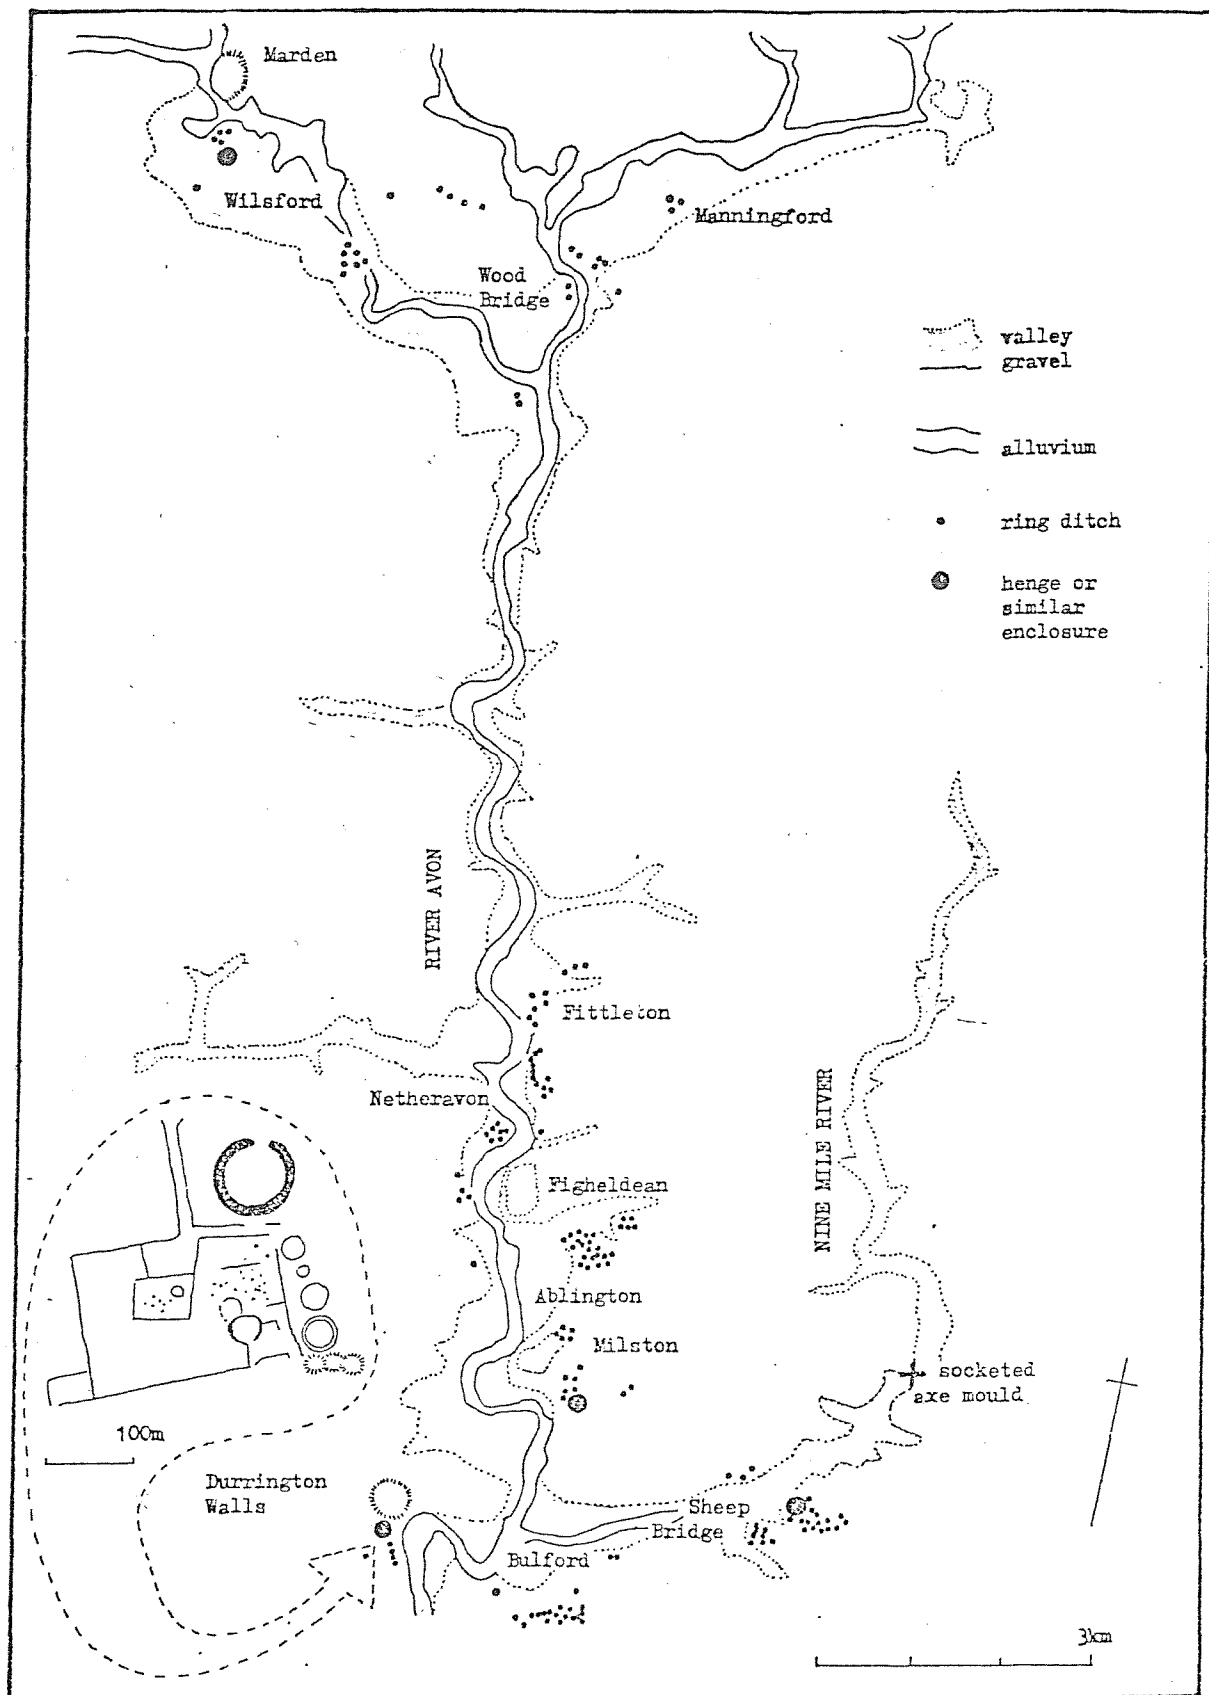 Marden
Wilsford
Manningford
Wood
Bridge
valley
gravel
alluvium
ring ditch
henge or
similar
enclosure
RIVER AVON
Fittleton
Netheravon
NINE MILE RIVER
Figheldean
Ablington
Milston
socketed
axe mould
100m
Durrington
Walls
Sheep
Bridge
Bulford
3km